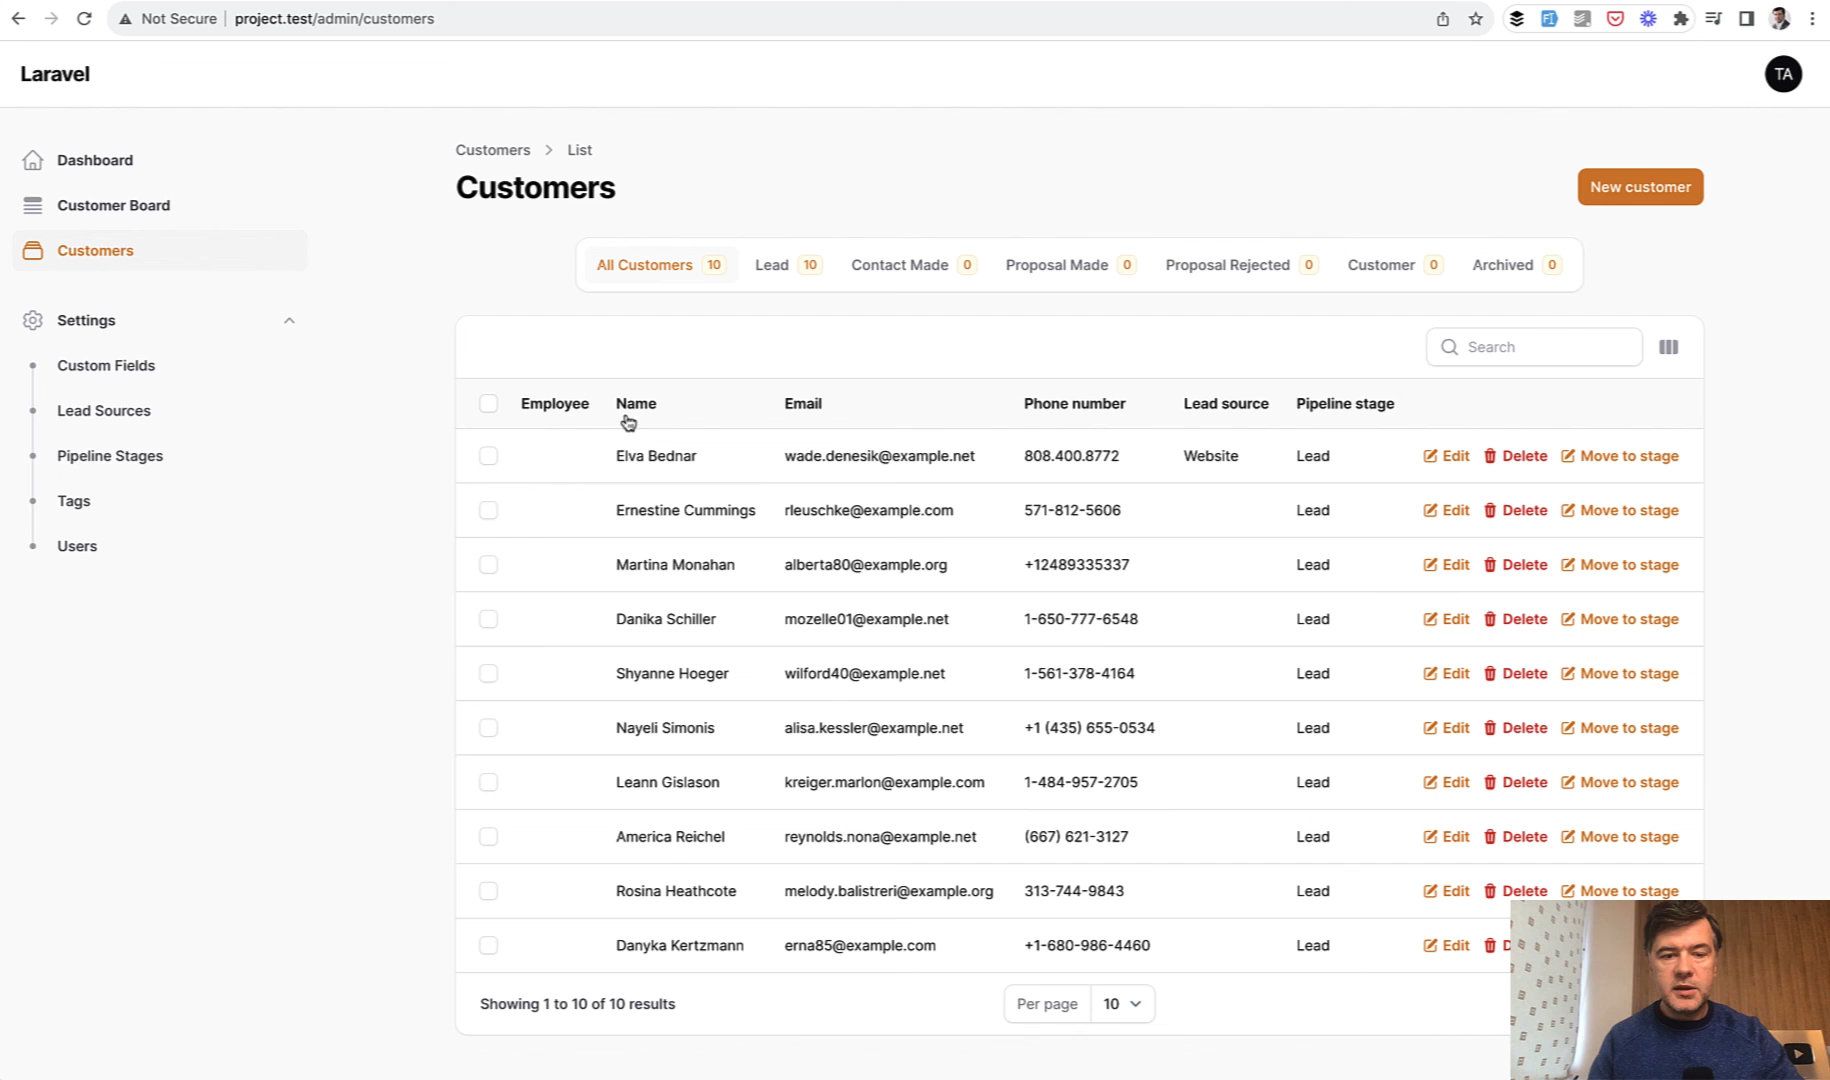 Not Secure project.test/admin/customers
Laravel
TA
Dashboard
Customer Board
Customers
Settings
Custom Fields
Lead Sources
Pipeline Stages
Tags
Users
Customers > List
Customers
New customer
All Customers 10 Lead 10 Contact Made 0 Proposal Made 0 Proposal Rejected 0 Customer 0 Archived 0
Search
Employee Name Email Phone number Lead source Pipeline stage
Elva Bednar wade.denesik@example.net 808.400.8772 Website Lead Edit Delete Move to stage
Ernestine Cummings rleuschke@example.com 571-812-5606 Lead Edit Delete Move to stage
Martina Monahan alberta80@example.org +12489335337 Lead Edit Delete Move to stage
Danika Schiller mozelle01@example.net 1-650-777-6548 Lead Edit Delete Move to stage
Shyanne Hoeger wilford40@example.net 1-561-378-4164 Lead Edit Delete Move to stage
Nayeli Simonis alisa.kessler@example.net +1 (435) 655-0534 Lead Edit Delete Move to stage
Leann Gislason kreiger.marlon@example.com 1-484-957-2705 Lead Edit Delete Move to stage
America Reichel reynolds.nona@example.net (667) 621-3127 Lead Edit Delete Move to stage
Rosina Heathcote melody.balistreri@example.org 313-744-9843 Lead Edit Delete Move to stage
Danyka Kertzmann erna85@example.com +1-680-986-4460 Lead Edit D
Showing 1 to 10 of 10 results
Per page 10